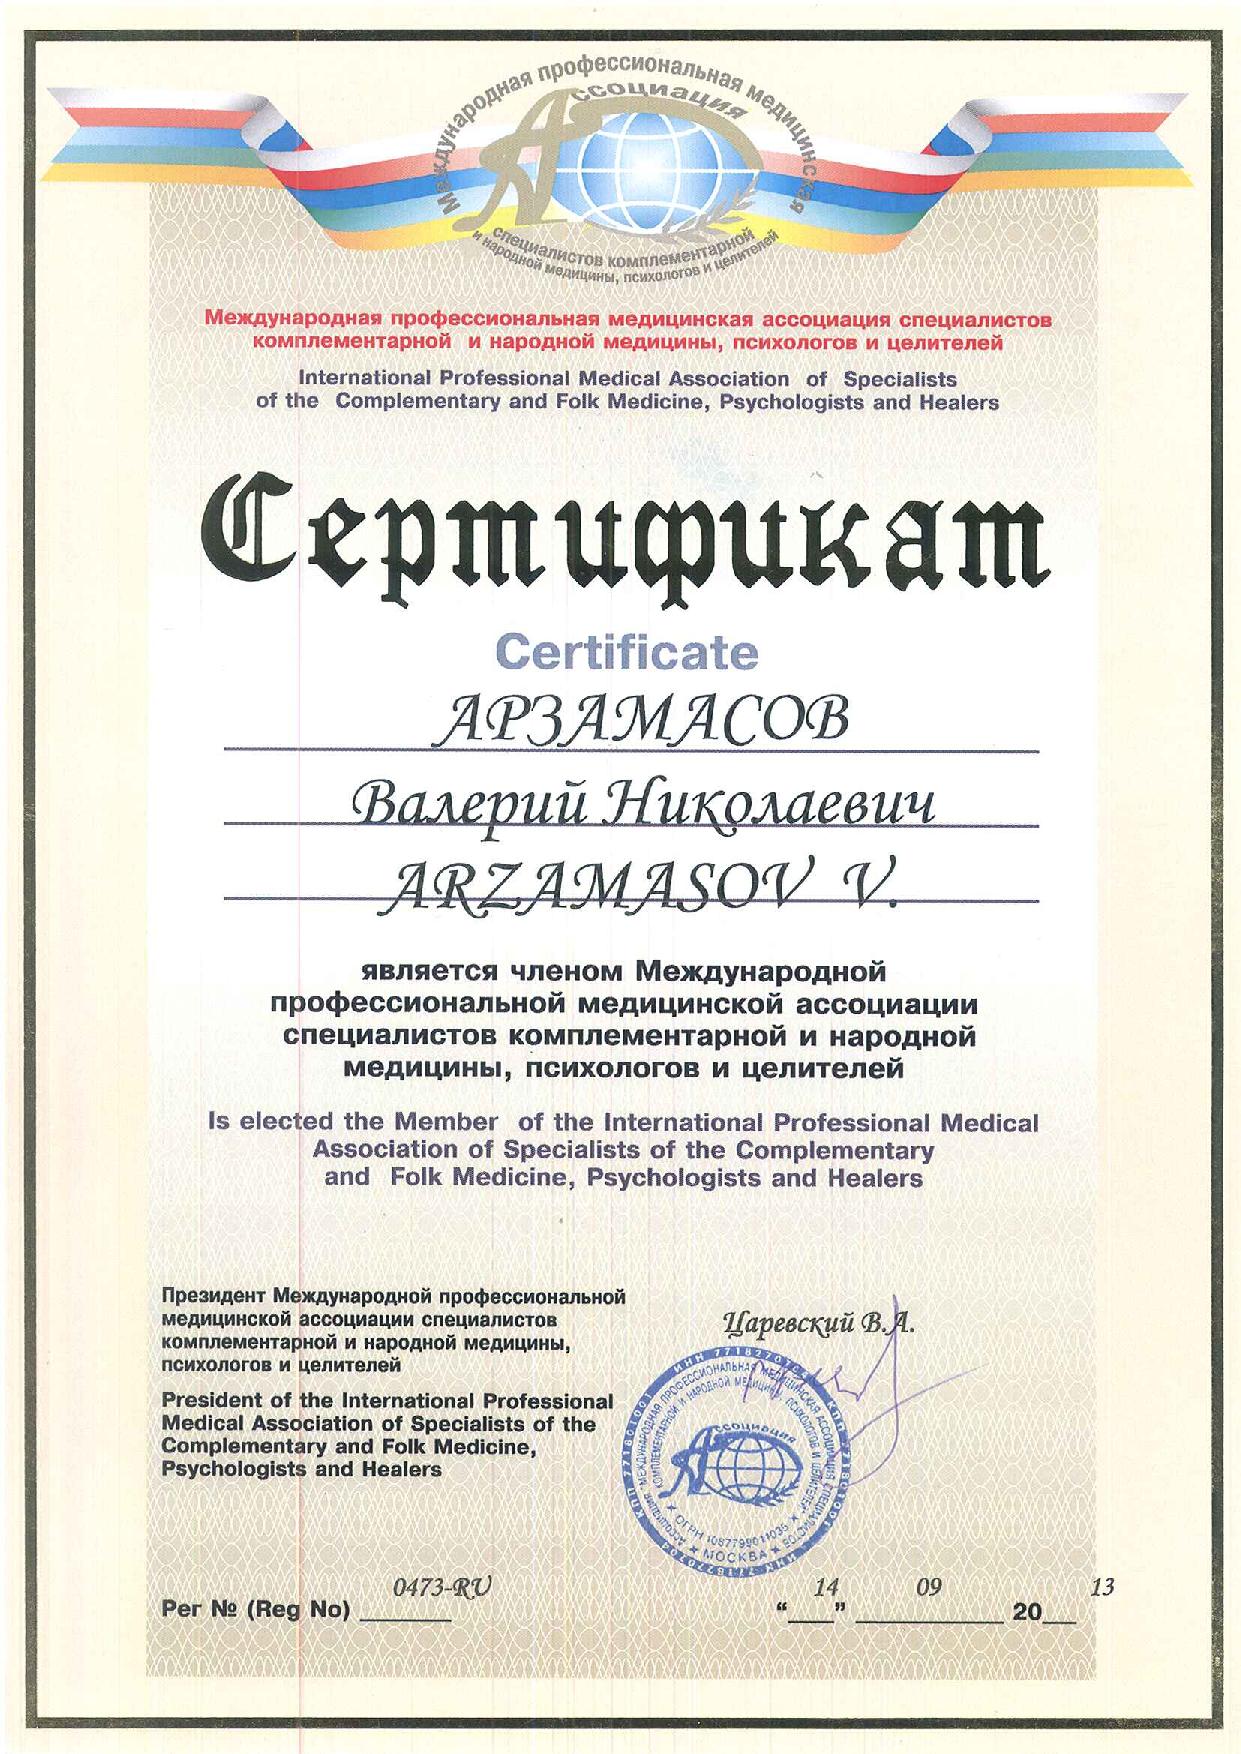 Международная профессиональная медицинская
Ассоциация
специалистов комплементарной
и народной медицины, психологов и целителей
Международная профессиональная медицинская ассоциация специалистов
комплементарной и народной медицины, психологов и целителей
International Professional Medical Association of Specialists
of the Complementary and Folk Medicine, Psychologists and Healers
Сертификат
Certificate
АРЗАМАСОВ
Валерий Николаевич
ARZAMASOV V.
является членом Международной
профессиональной медицинской ассоциации
специалистов комплементарной и народной
медицины, психологов и целителей
Is elected the Member of the International Professional Medical
Association of Specialists of the Complementary
and Folk Medicine, Psychologists and Healers
Президент Международной профессиональной
медицинской ассоциации специалистов
комплементарной и народной медицины,
психологов и целителей
Царевский В.А.
President of the International Professional
Medical Association of Specialists of the
Complementary and Folk Medicine,
Psychologists and Healers
КПП 771801001
Ассоциация
МОСКВА
Рег № (Reg No) 0473-RU
“14” 09 2013